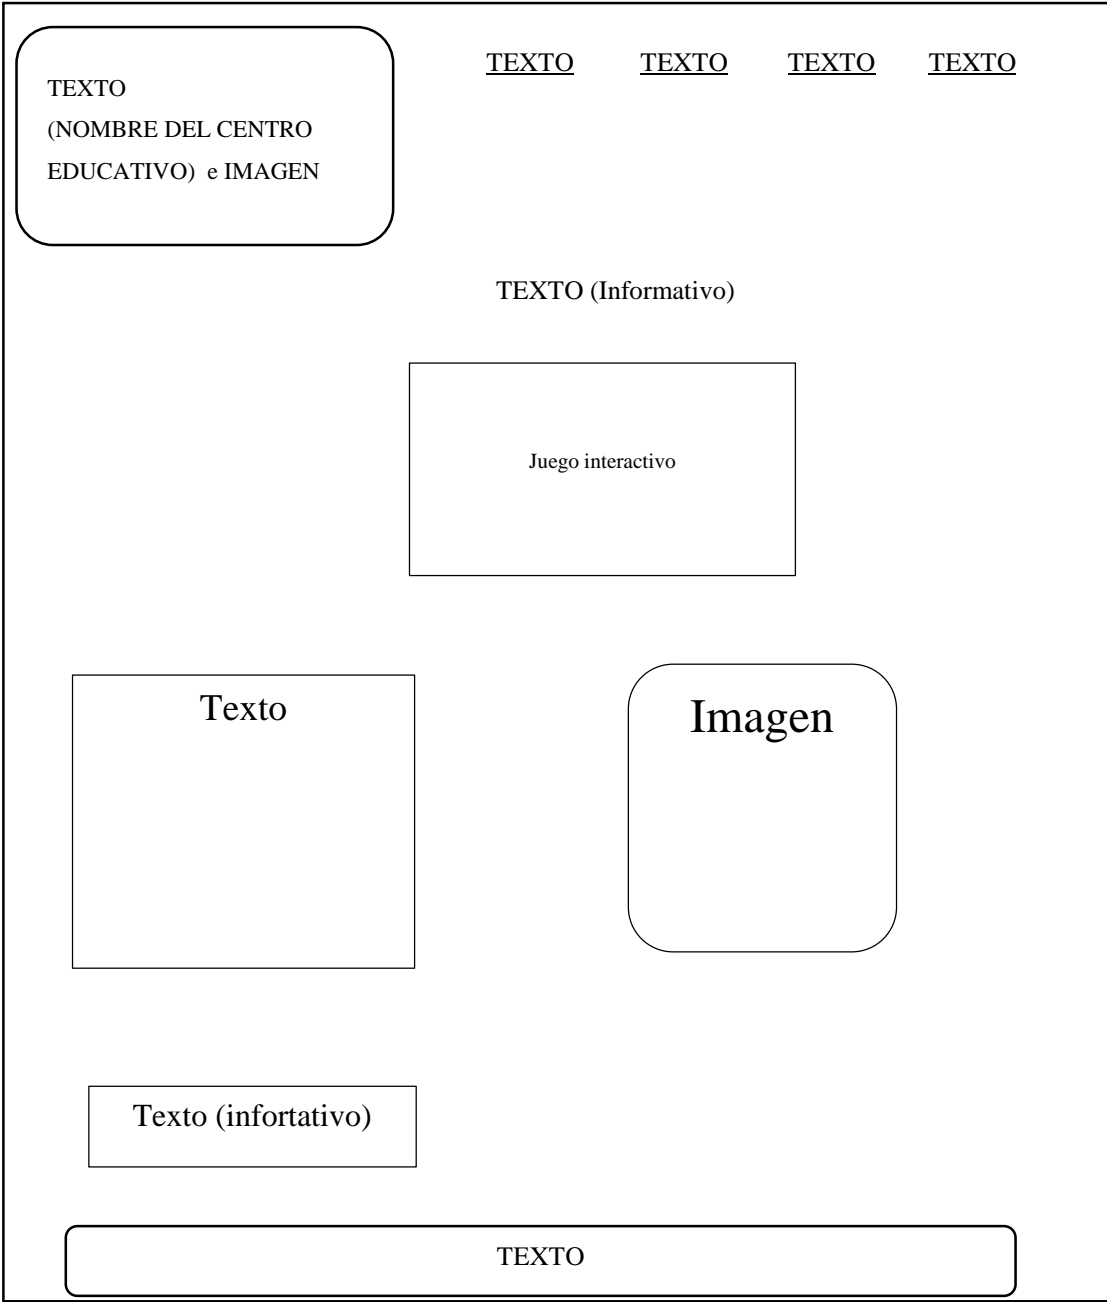 TEXTO
(NOMBRE DEL CENTRO
EDUCATIVO)  e IMAGEN
TEXTO TEXTO TEXTO TEXTO
TEXTO (Informativo)
Juego interactivo
Texto
Imagen
Texto (infortativo)
TEXTO